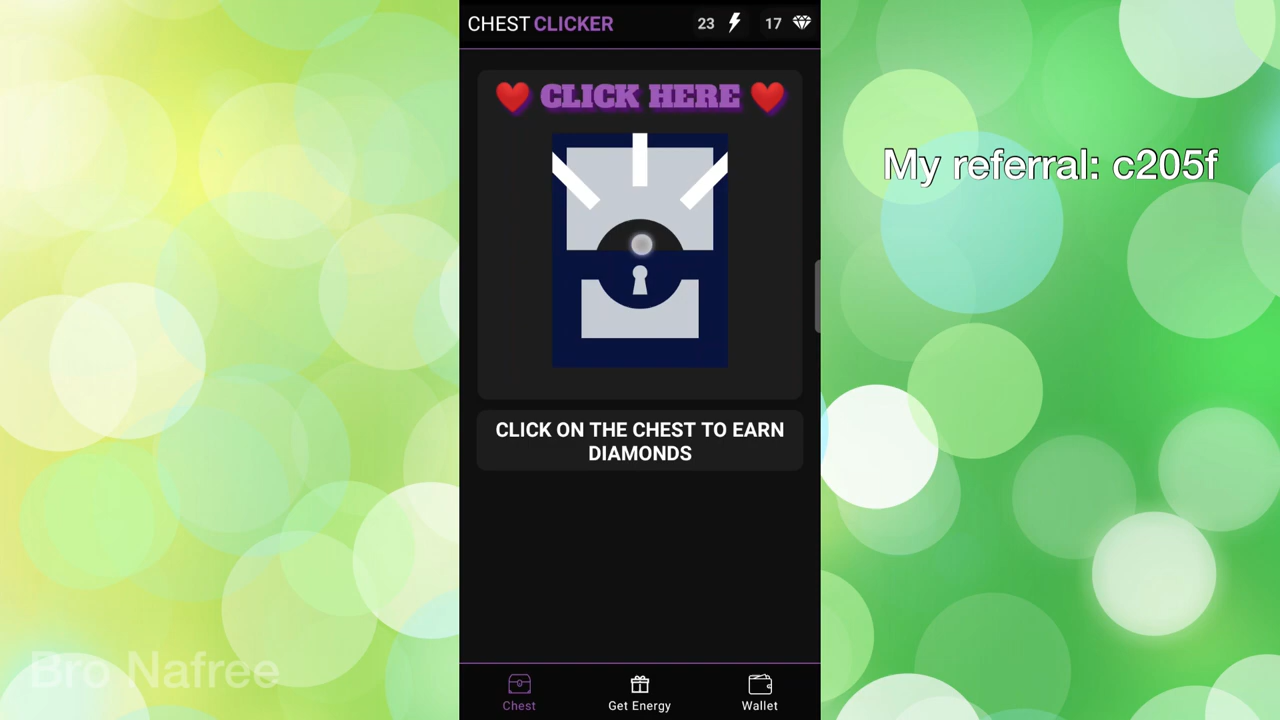 CHEST CLICKER
23
17
CLICK HERE
My referral: c205f
CLICK ON THE CHEST TO EARN
DIAMONDS
Bro Nafree
Chest
Get Energy
Wallet